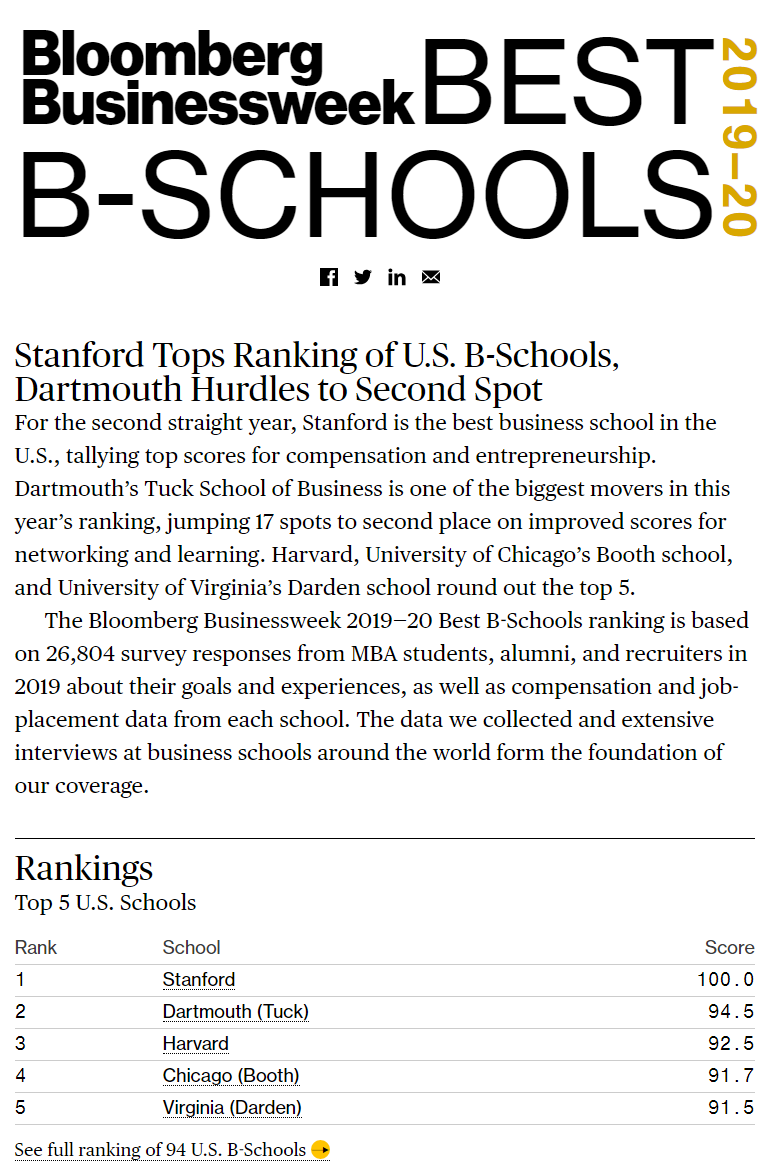 Bloomberg
Businessweek BEST
B-SCHOOLS
2019–20
Stanford Tops Ranking of U.S. B-Schools,
Dartmouth Hurdles to Second Spot
For the second straight year, Stanford is the best business school in the
U.S., tallying top scores for compensation and entrepreneurship.
Dartmouth’s Tuck School of Business is one of the biggest movers in this
year’s ranking, jumping 17 spots to second place on improved scores for
networking and learning. Harvard, University of Chicago’s Booth school,
and University of Virginia’s Darden school round out the top 5.
The Bloomberg Businessweek 2019–20 Best B-Schools ranking is based
on 26,804 survey responses from MBA students, alumni, and recruiters in
2019 about their goals and experiences, as well as compensation and job-
placement data from each school. The data we collected and extensive
interviews at business schools around the world form the foundation of
our coverage.
Rankings
Top 5 U.S. Schools
Rank School Score
1 Stanford 100.0
2 Dartmouth (Tuck) 94.5
3 Harvard 92.5
4 Chicago (Booth) 91.7
5 Virginia (Darden) 91.5
See full ranking of 94 U.S. B-Schools